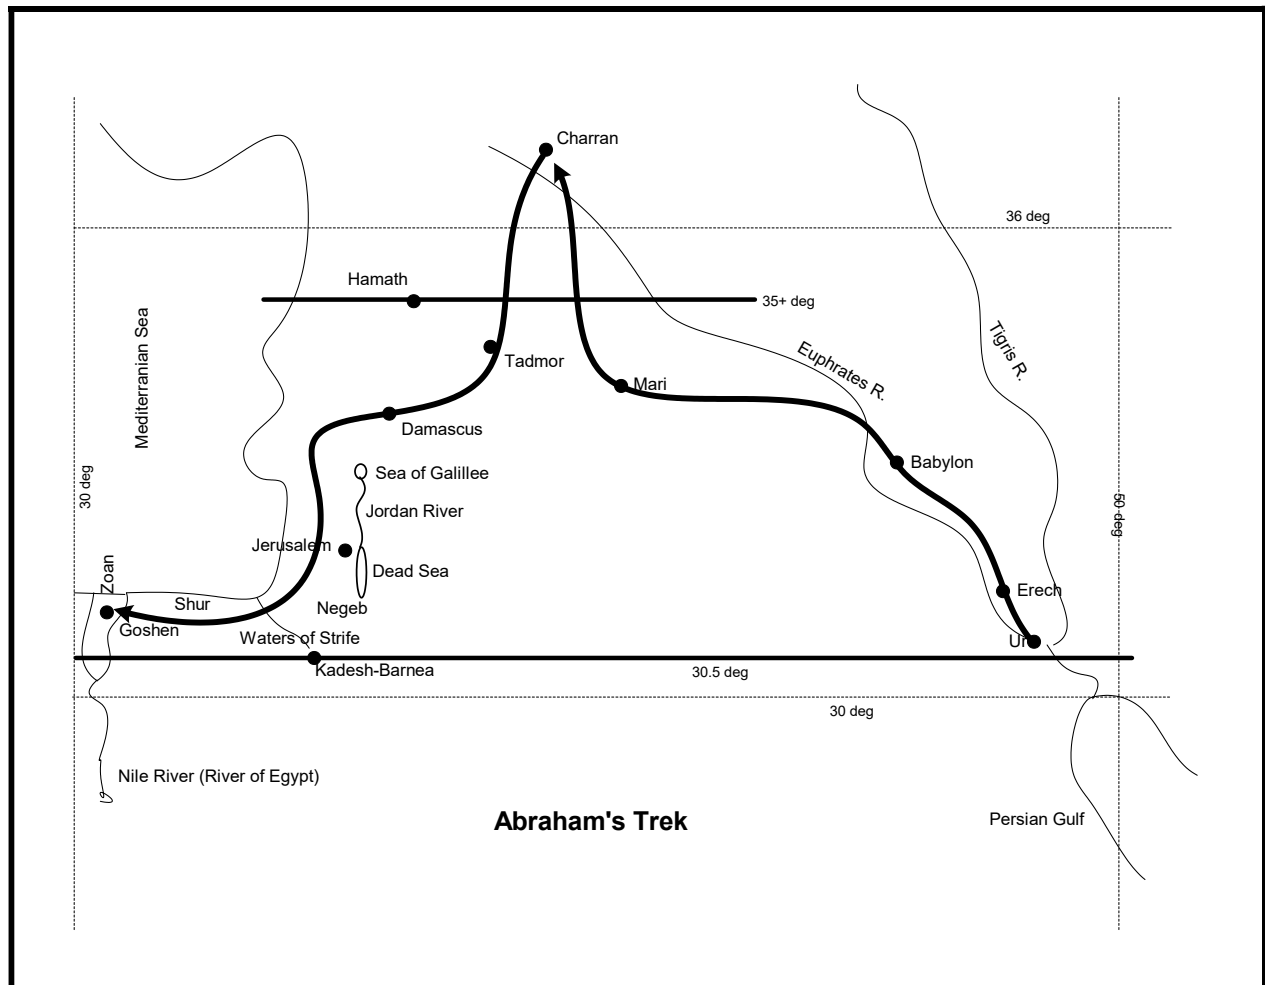 Charran
36 deg
Hamath
35+ deg
Mediterranian Sea
Tigris R.
Tadmor
Euphrates R.
Mari
Damascus
Babylon
Sea of Galillee
30 deg
50 deg
Jordan River
Jerusalem
Dead Sea
Zoan
Erech
Shur
Negeb
Goshen
Waters of Strife
Ur
Kadesh-Barnea
30.5 deg
30 deg
Nile River (River of Egypt)
Abraham's Trek
Persian Gulf